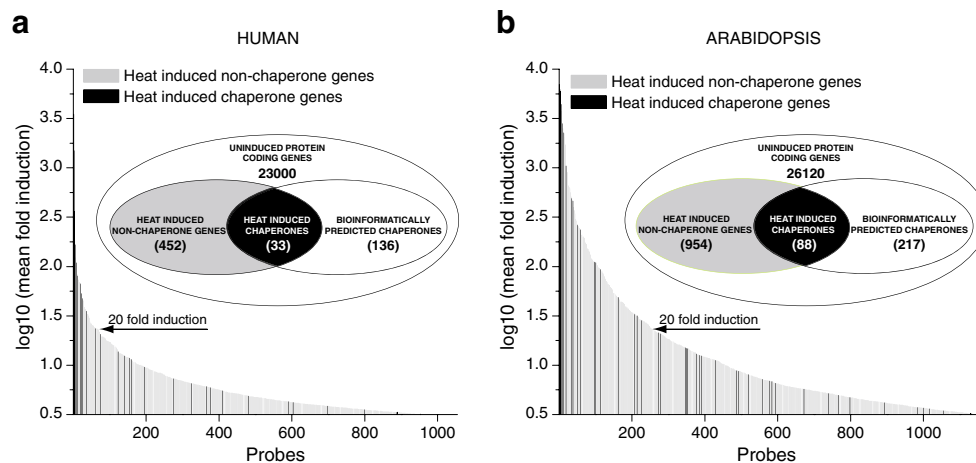 a
HUMAN
Heat induced non-chaperone genes
Heat induced chaperone genes
log10 (mean fold induction)
4.0
3.5
3.0
2.5
2.0
1.5
1.0
0.5
UNINDUCED PROTEIN
CODING GENES
23000
HEAT INDUCED
NON-CHAPERONE GENES
(452)
HEAT INDUCED
CHAPERONES
(33)
BIOINFORMATICALLY
PREDICTED CHAPERONES
(136)
20 fold induction
200 400 600 800 1000
Probes
b
ARABIDOPSIS
Heat induced non-chaperone genes
Heat induced chaperone genes
log10 (mean fold induction)
4.0
3.5
3.0
2.5
2.0
1.5
1.0
0.5
UNINDUCED PROTEIN
CODING GENES
26120
HEAT INDUCED
NON-CHAPERONE GENES
(954)
HEAT INDUCED
CHAPERONES
(88)
BIOINFORMATICALLY
PREDICTED CHAPERONES
(217)
20 fold induction
200 400 600 800 1000
Probes